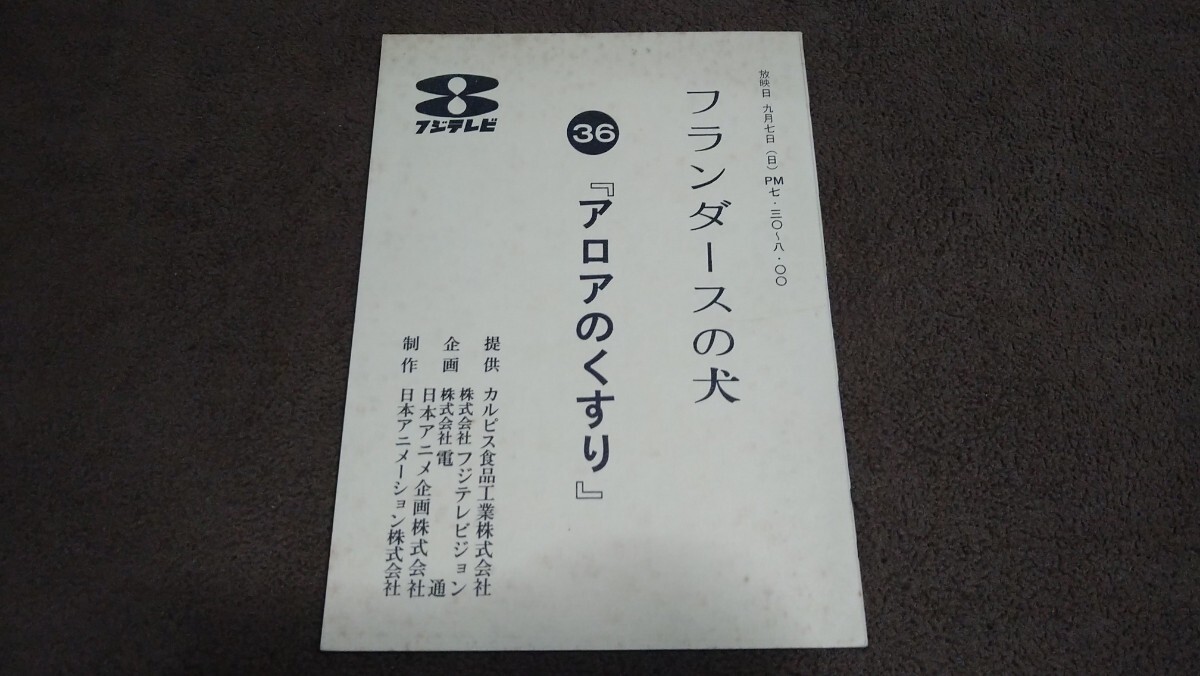 放映日 九月七日（日）PM七・三〇～八・〇〇
フランダースの犬
36 『アロアのくすり』
フジテレビ
提供 カルピス食品工業株式会社
企画 株式会社フジテレビジョン
株式会社電通
日本アニメ企画株式会社
制作 日本アニメーション株式会社